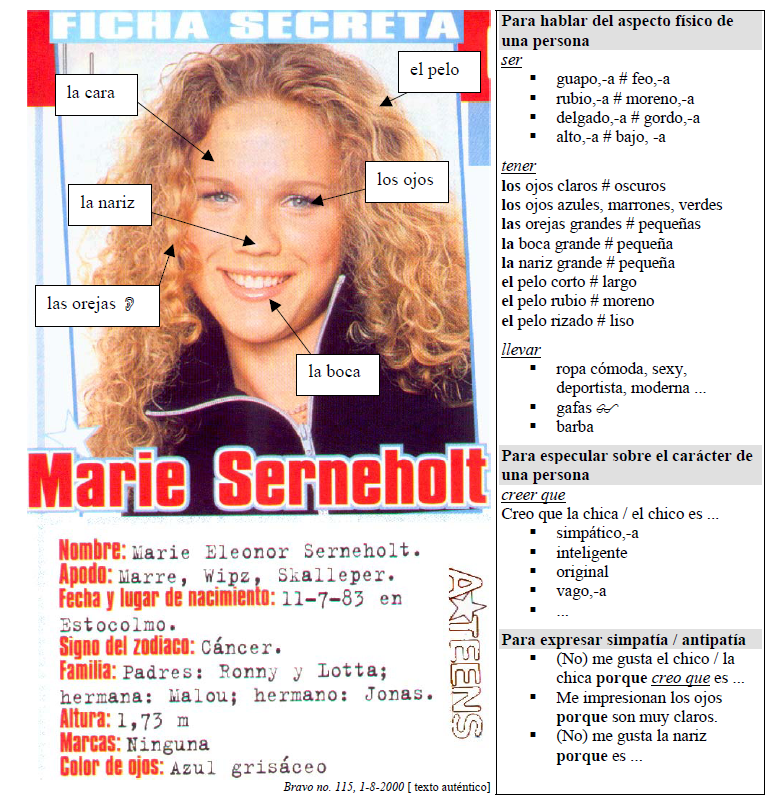 FICHA SECRETA
el pelo
la cara
los ojos
la nariz
las orejas
la boca
Marie Serneholt
Nombre: Marie Eleonor Serneholt.
Apodo: Marre, Wipz, Skalleper.
Fecha y lugar de nacimiento: 11-7-83 en
Estocolmo.
Signo del zodiaco: Cáncer.
Familia: Padres: Ronny y Lotta;
hermana: Malou; hermano: Jonas.
Altura: 1,73 m
Marcas: Ninguna
Color de ojos: Azul grisáceo
A★TEENS
Bravo no. 115, 1-8-2000 [ texto auténtico]
Para hablar del aspecto físico de
una persona
ser
▪ guapo,-a # feo,-a
▪ rubio,-a # moreno,-a
▪ delgado,-a # gordo,-a
▪ alto,-a # bajo, -a
tener
los ojos claros # oscuros
los ojos azules, marrones, verdes
las orejas grandes # pequeñas
la boca grande # pequeña
la nariz grande # pequeña
el pelo corto # largo
el pelo rubio # moreno
el pelo rizado # liso
llevar
▪ ropa cómoda, sexy,
deportista, moderna ...
▪ gafas
▪ barba
Para especular sobre el carácter de
una persona
creer que
Creo que la chica / el chico es ...
▪ simpático,-a
▪ inteligente
▪ original
▪ vago,-a
▪ ...
Para expresar simpatía / antipatía
▪ (No) me gusta el chico / la
chica porque creo que es ...
▪ Me impresionan los ojos
porque son muy claros.
▪ (No) me gusta la nariz
porque es ...